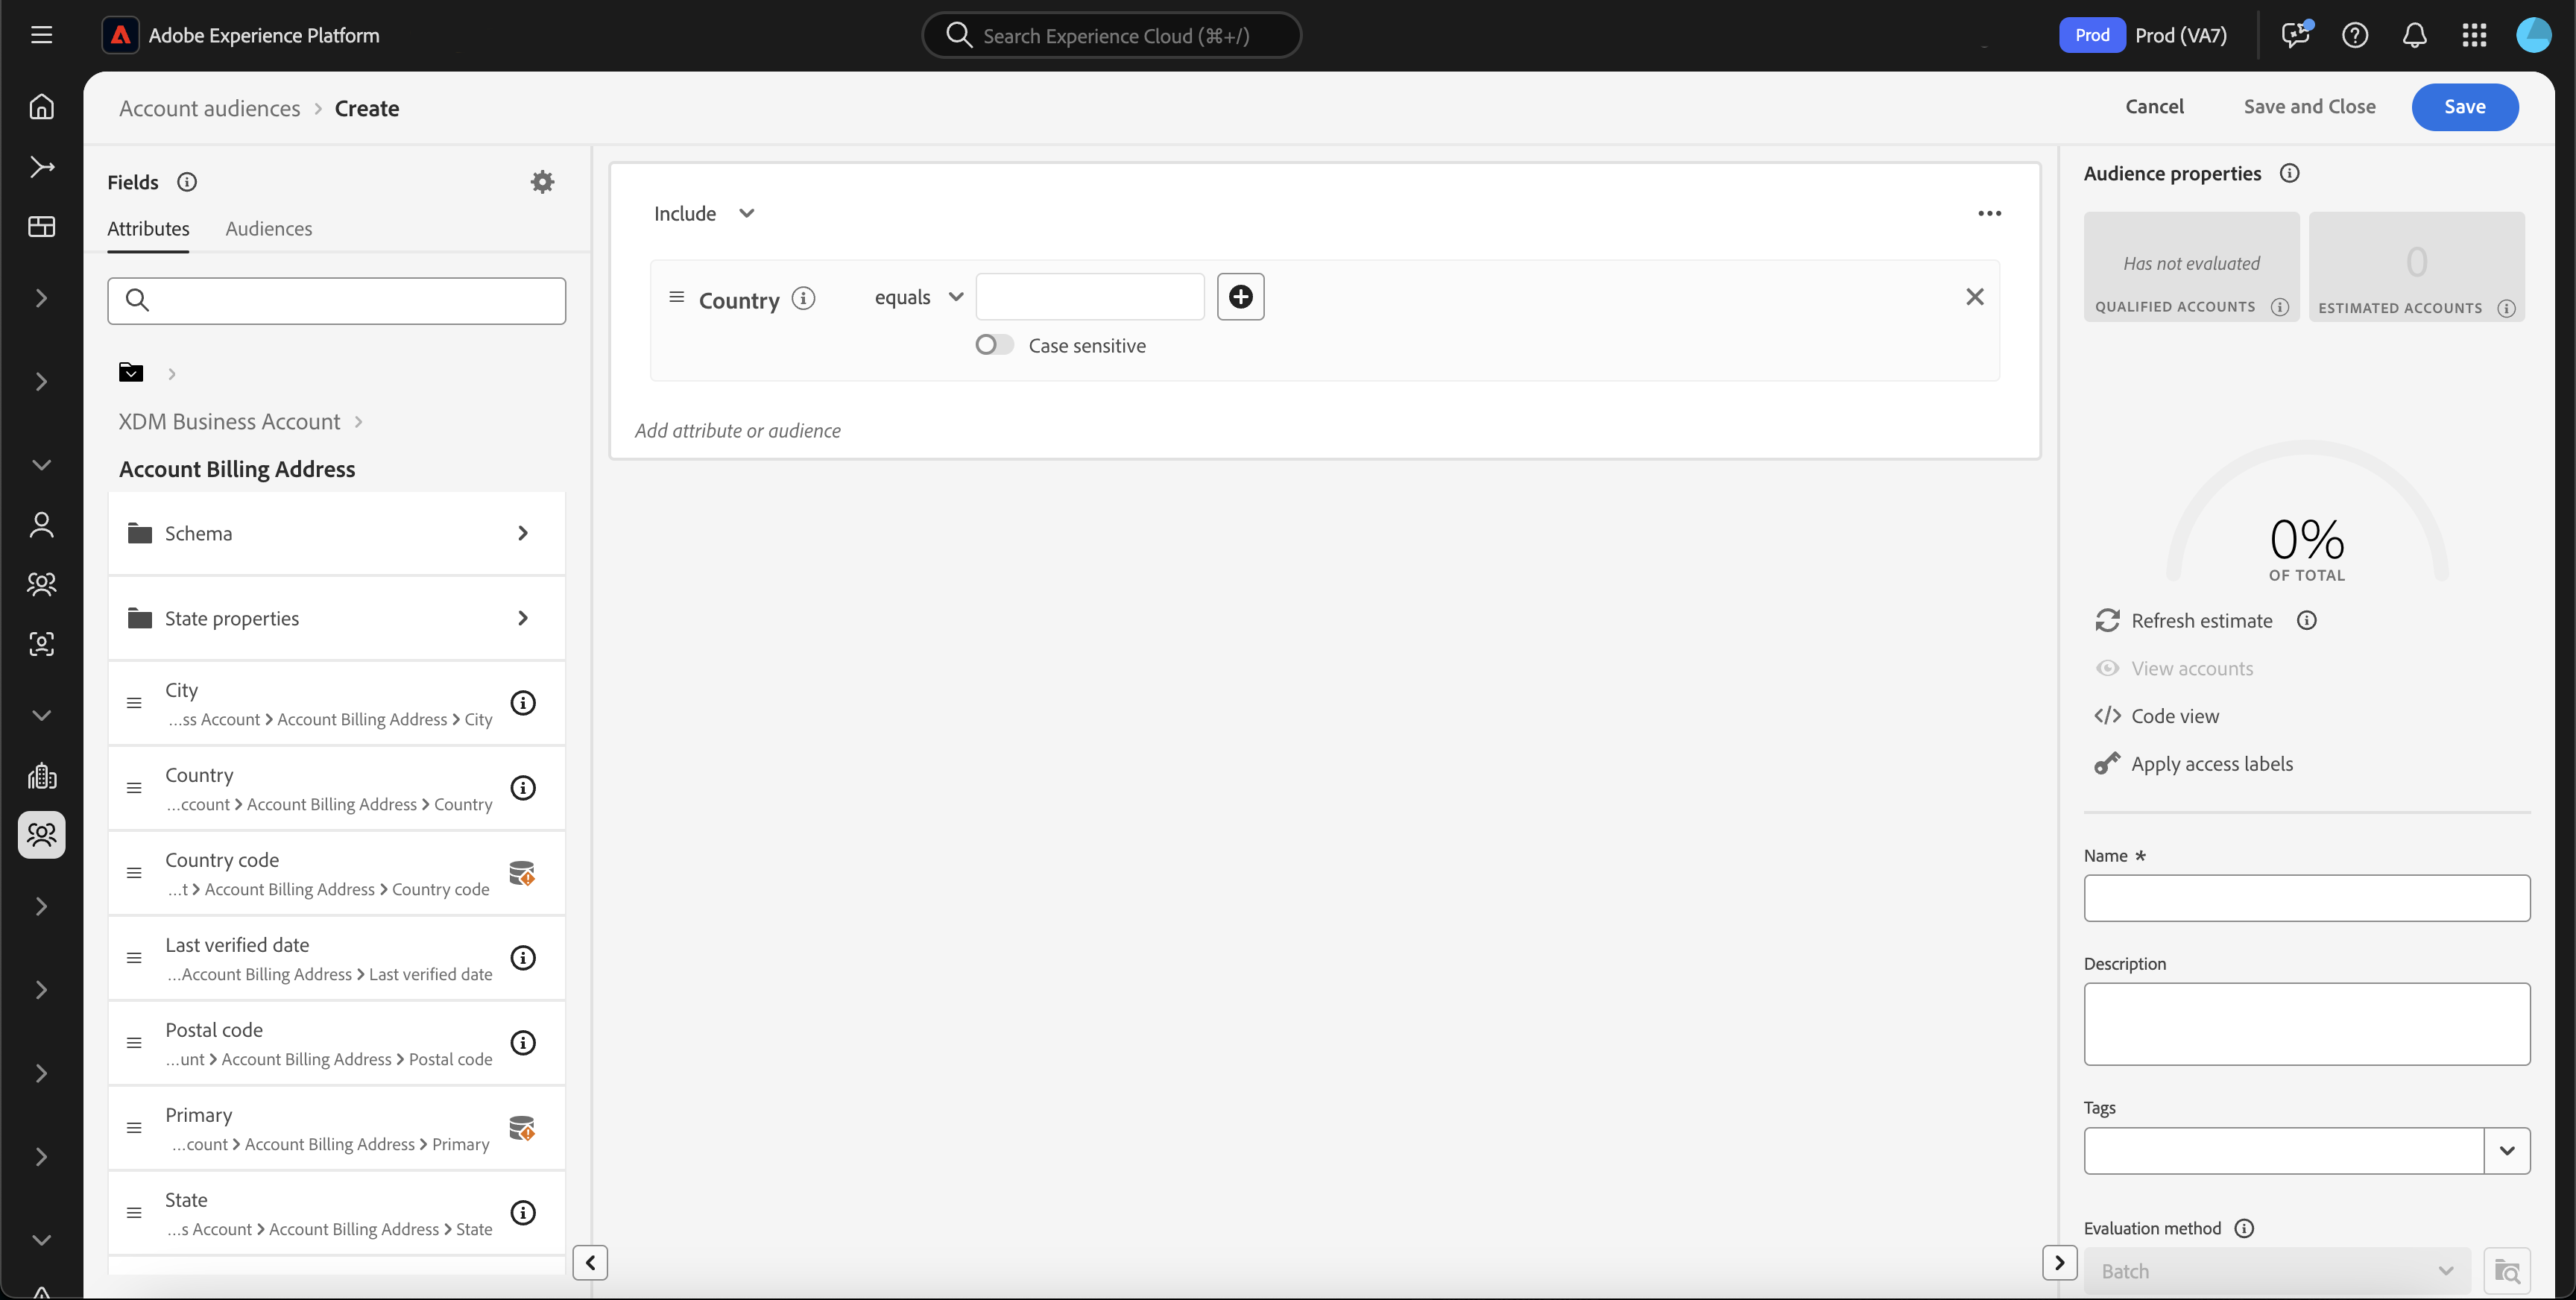 Adobe Experience Platform
Search Experience Cloud (⌘+/)
Prod
Prod (VA7)
Account audiences
Create
Cancel
Save and Close
Save
Fields
Attributes
Audiences
XDM Business Account
Account Billing Address
Schema
State properties
City
...ss Account > Account Billing Address > City
Country
...ccount > Account Billing Address > Country
Country code
...t > Account Billing Address > Country code
Last verified date
...Account Billing Address > Last verified date
Postal code
...unt > Account Billing Address > Postal code
Primary
...count > Account Billing Address > Primary
State
...s Account > Account Billing Address > State
Include
Country
equals
Case sensitive
Add attribute or audience
Audience properties
Has not evaluated
QUALIFIED ACCOUNTS
0
ESTIMATED ACCOUNTS
0%
OF TOTAL
Refresh estimate
View accounts
Code view
Apply access labels
Name *
Description
Tags
Evaluation method
Batch